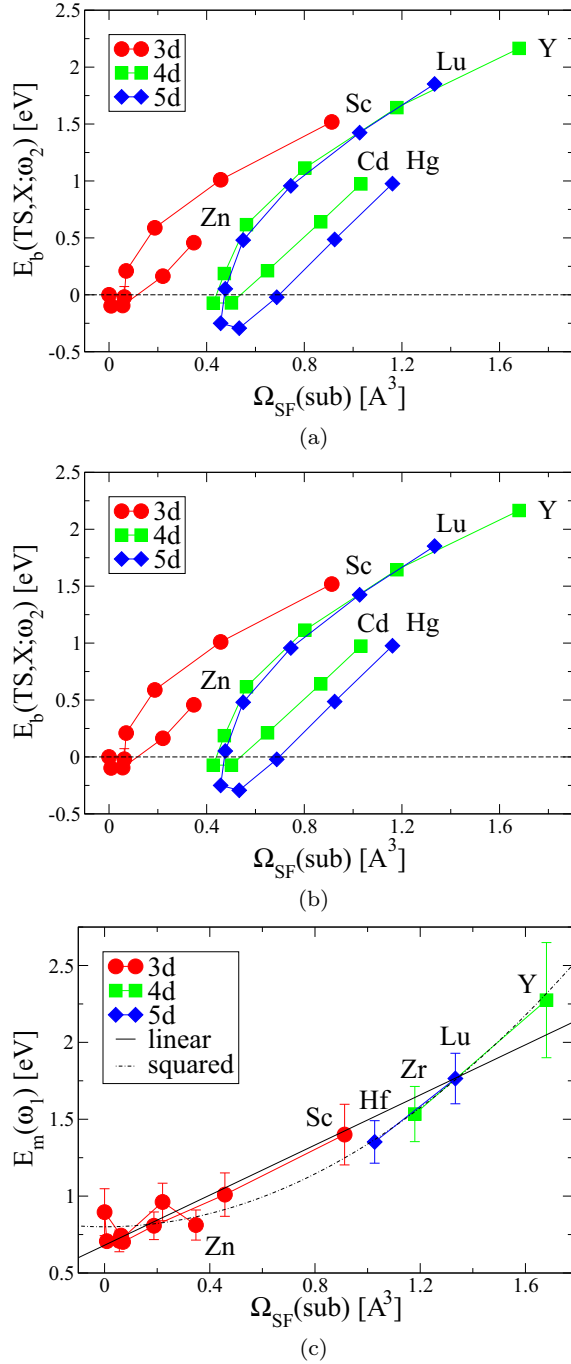 2.5
2
1.5
1
0.5
0
-0.5
E_b(TS,X;ω_2) [eV]
3d
4d
5d
Y
Lu
Sc
Cd
Hg
Zn
0 0.4 0.8 1.2 1.6
Ω_SF(sub) [A^3]
(a)
2.5
2
1.5
1
0.5
0
-0.5
E_b(TS,X;ω_2) [eV]
3d
4d
5d
Y
Lu
Sc
Cd
Hg
Zn
0 0.4 0.8 1.2 1.6
Ω_SF(sub) [A^3]
(b)
2.5
2
1.5
1
0.5
E_m(ω_1) [eV]
3d
4d
5d
linear
squared
Y
Lu
Zr
Hf
Sc
Zn
0 0.4 0.8 1.2 1.6
Ω_SF(sub) [A^3]
(c)